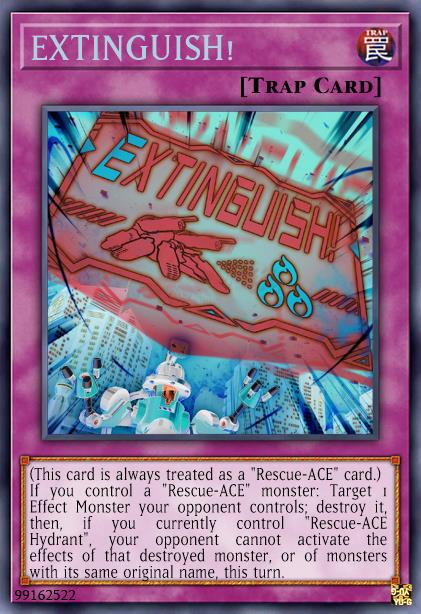 EXTINGUISH!
TRAP
罠
[TRAP CARD]
EXTINGUISH!
(This card is always treated as a "Rescue-ACE" card.)
If you control a "Rescue-ACE" monster: Target 1
Effect Monster your opponent controls; destroy it,
then, if you currently control "Rescue-ACE
Hydrant", your opponent cannot activate the
effects of that destroyed monster, or of monsters
with its same original name, this turn.
99162522